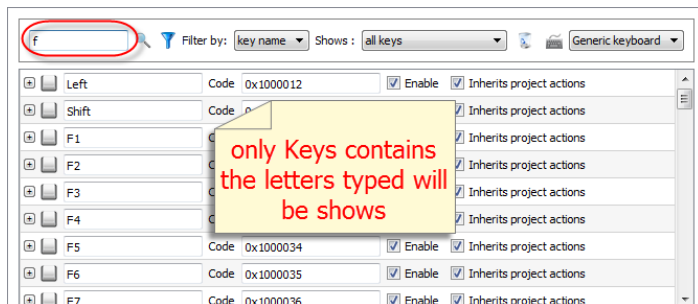 f Filter by: key name Shows : all keys Generic keyboard
Left Code 0x1000012 Enable Inherits project actions
Shift Code Inherits project actions
F1 Inherits project actions
F2 Inherits project actions
F3 Inherits project actions
F4 Inherits project actions
F5 Code 0x1000034 Enable Inherits project actions
F6 Code 0x1000035 Enable Inherits project actions
F7 Code 0x1000036 Enable Inherits project actions
only Keys contains
the letters typed will
be shows